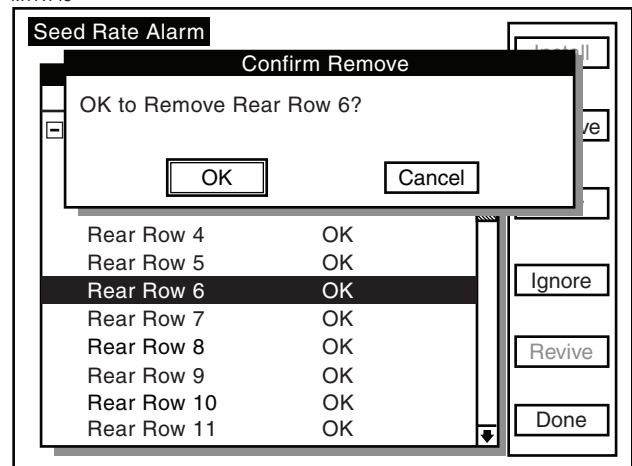 Seed Rate Alarm
Confirm Remove
OK to Remove Rear Row 6?
OK
Cancel
Rear Row 4 OK
Rear Row 5 OK
Rear Row 6 OK
Rear Row 7 OK
Rear Row 8 OK
Rear Row 9 OK
Rear Row 10 OK
Rear Row 11 OK
Ignore
Revive
Done